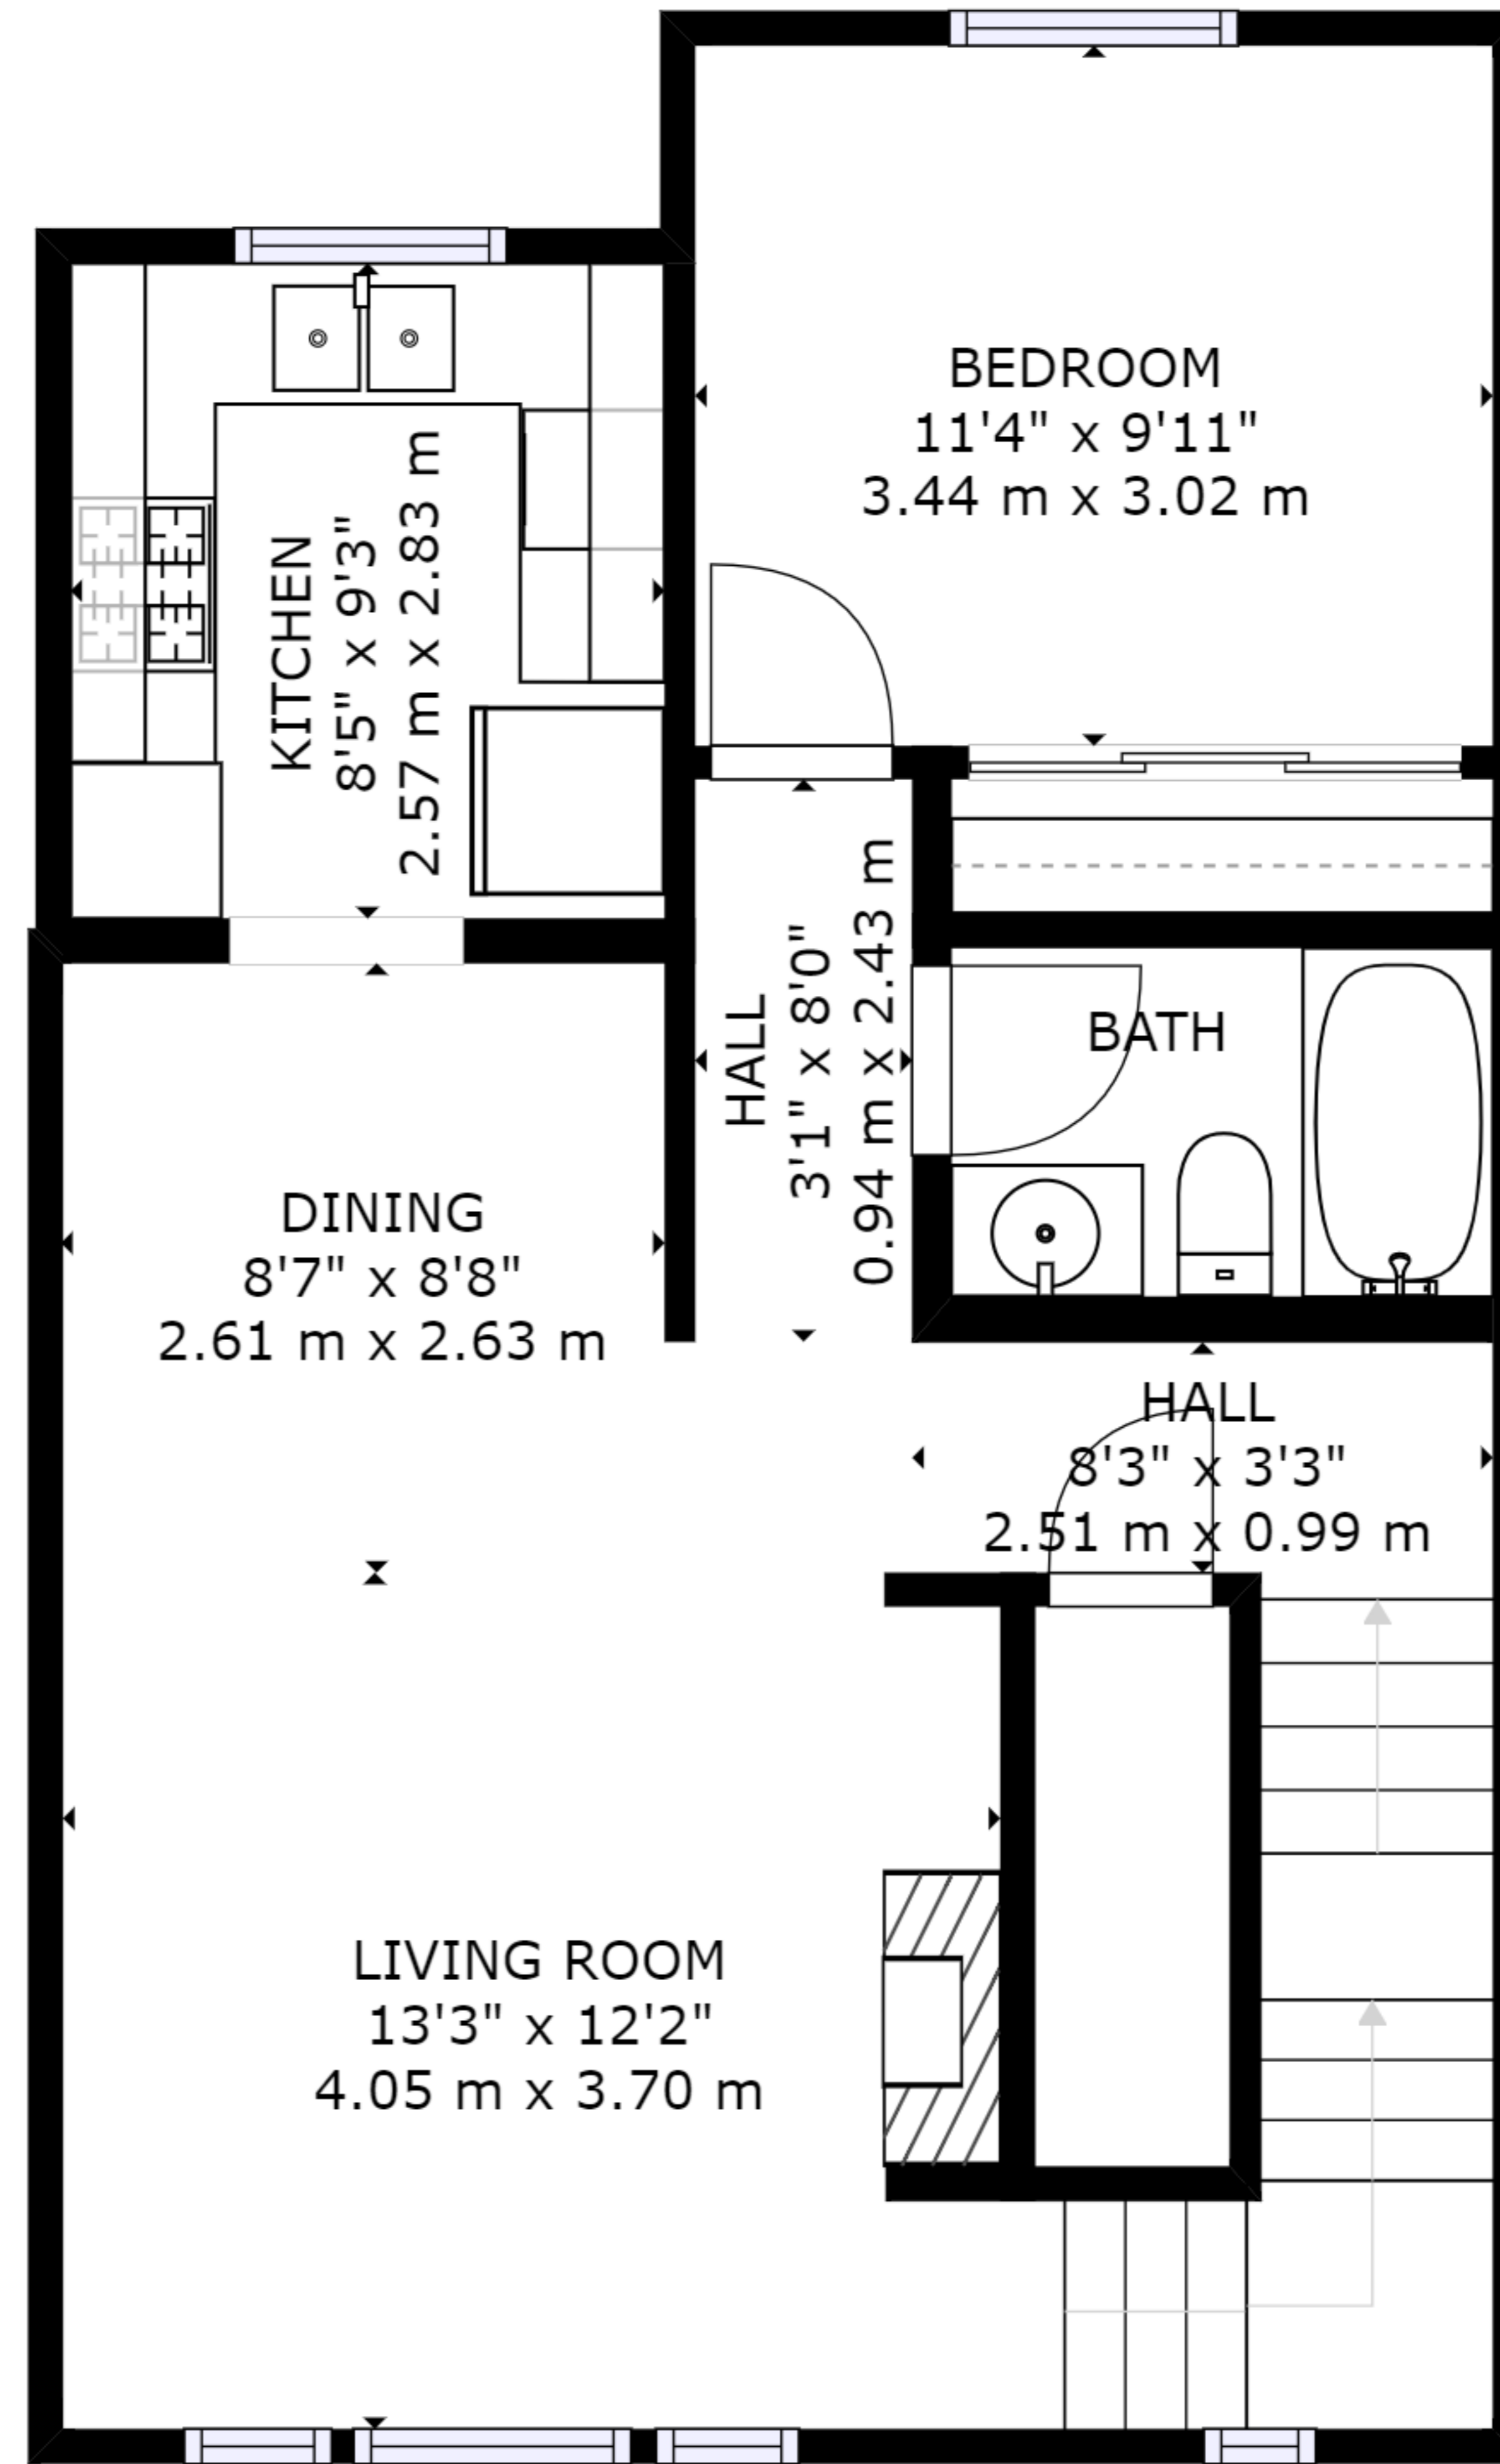 BEDROOM
11'4" x 9'11"
3.44 m x 3.02 m
KITCHEN
8'5" x 9'3"
2.57 m x 2.83 m
HALL
3'1" x 8'0"
0.94 m x 2.43 m
BATH
DINING
8'7" x 8'8"
2.61 m x 2.63 m
HALL
8'3" x 3'3"
2.51 m x 0.99 m
LIVING ROOM
13'3" x 12'2"
4.05 m x 3.70 m